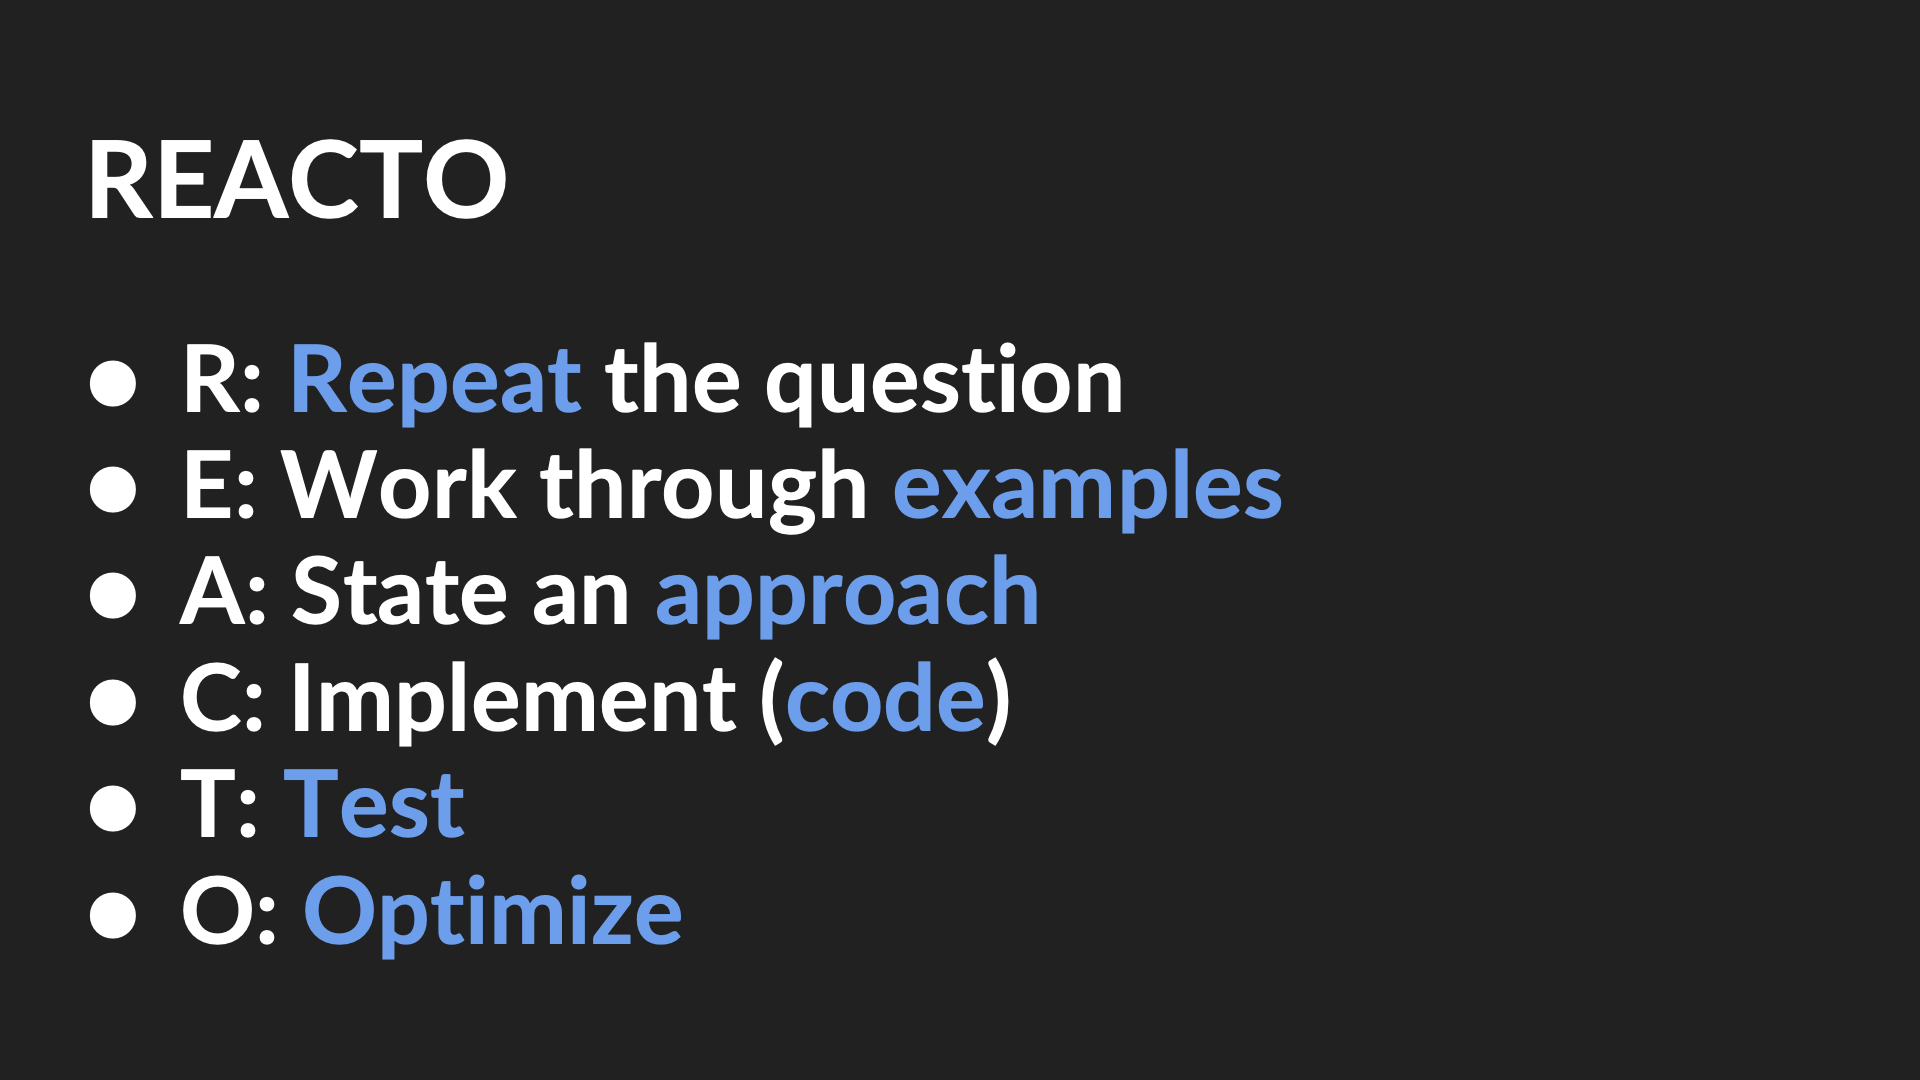 REACTO
● R: Repeat the question
● E: Work through examples
● A: State an approach
● C: Implement (code)
● T: Test
● O: Optimize